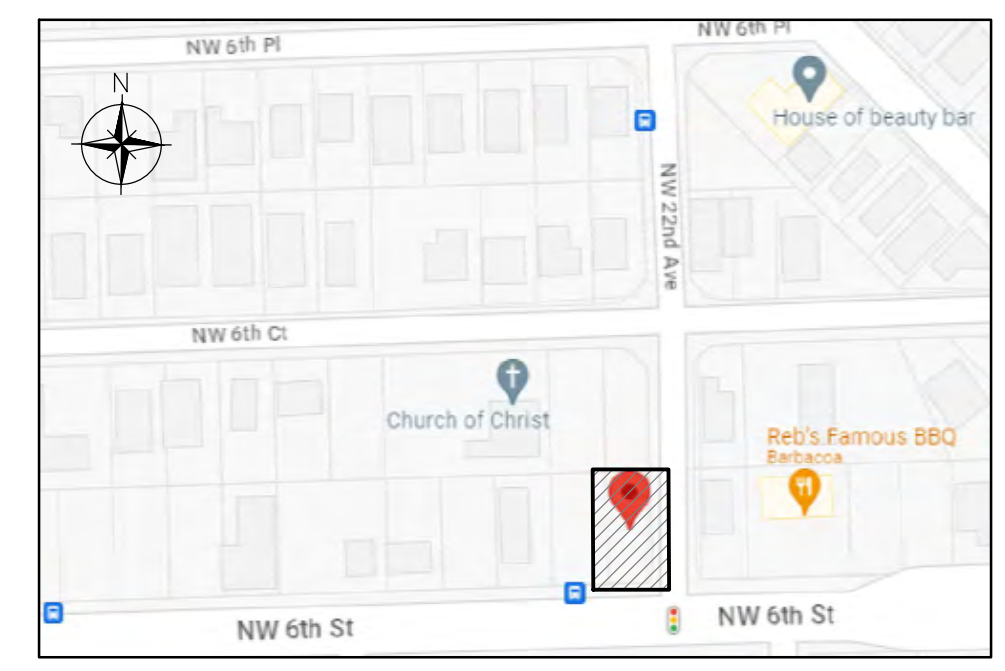 NW 6th Pl
NW 6th Pl
N
House of beauty bar
NW 22nd Ave
NW 6th Ct
Church of Christ
Reb's Famous BBQ
Barbacoa
NW 6th St
NW 6th St